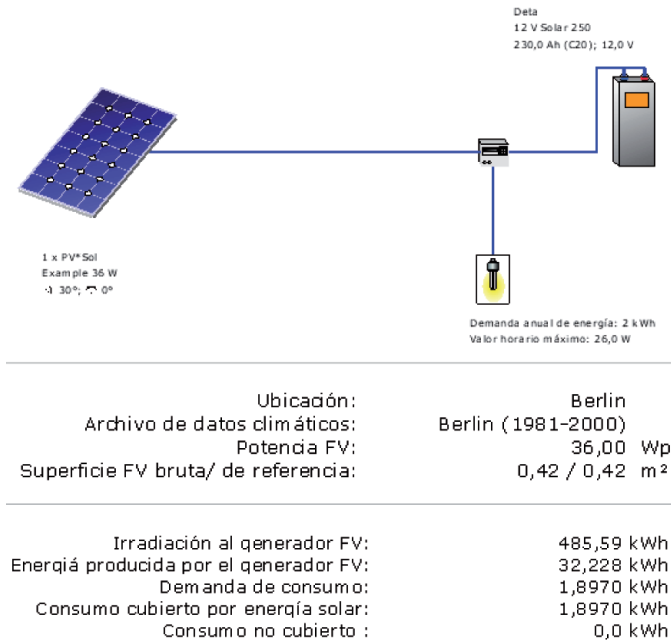 Deta
12 V Solar 250
230,0 Ah (C20); 12,0 V
1 x PV*Sol
Example 36 W
30°; 0°
Demanda anual de energía: 2 kWh
Valor horario máximo: 26,0 W
Ubicación: Berlin
Archivo de datos climáticos: Berlin (1981-2000)
Potencia FV: 36,00 Wp
Superficie FV bruta/ de referencia: 0,42 / 0,42 m²
Irradiación al generador FV: 485,59 kWh
Energiá producida por el generador FV: 32,228 kWh
Demanda de consumo: 1,8970 kWh
Consumo cubierto por energía solar: 1,8970 kWh
Consumo no cubierto : 0,0 kWh